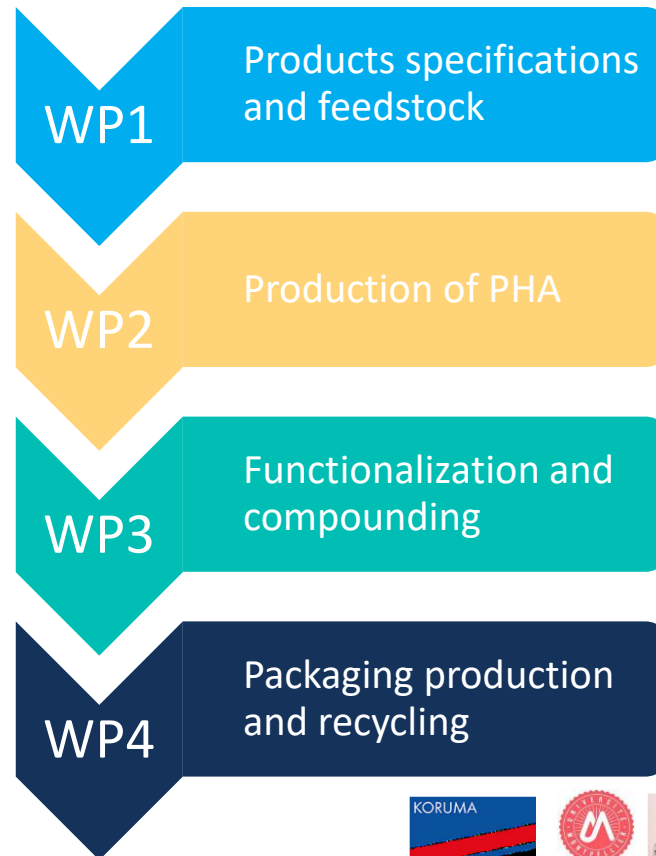 WP1
Products specifications
and feedstock
WP2
Production of PHA
WP3
Functionalization and
compounding
WP4
Packaging production
and recycling
KORUMA